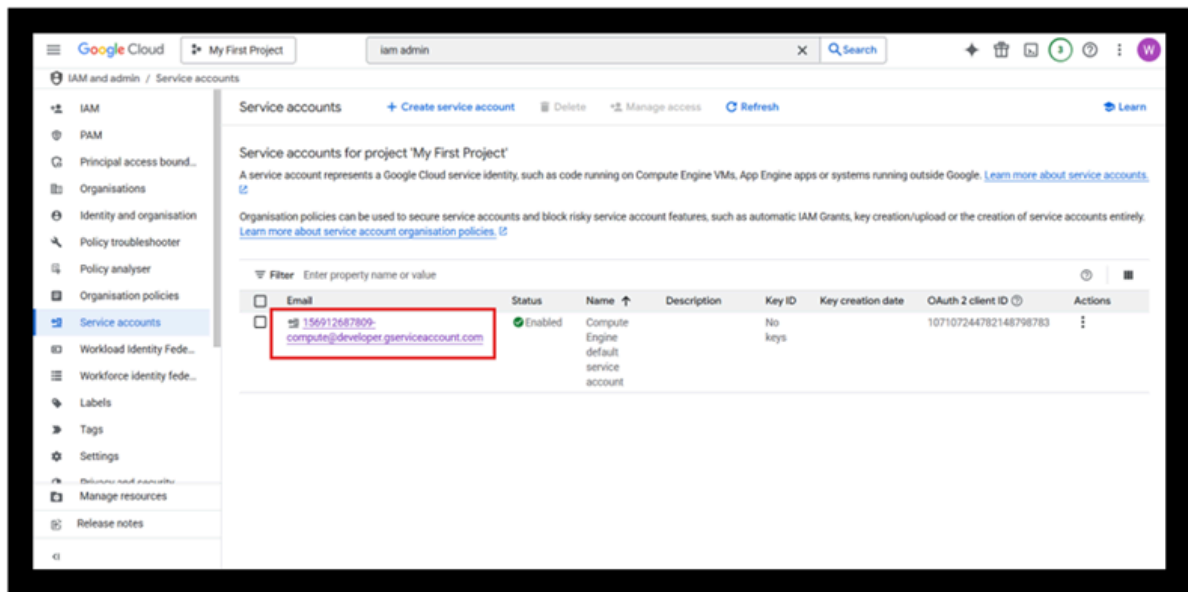 Google Cloud
My First Project
iam admin
Search
3
W
IAM and admin / Service accounts
IAM
PAM
Principal access bound...
Organisations
Identity and organisation
Policy troubleshooter
Policy analyser
Organisation policies
Service accounts
Workload Identity Fede...
Workforce identity fede...
Labels
Tags
Settings
Privacy and security
Manage resources
Release notes
Service accounts
+ Create service account
Delete
Manage access
Refresh
Learn
Service accounts for project 'My First Project'
A service account represents a Google Cloud service identity, such as code running on Compute Engine VMs, App Engine apps or systems running outside Google. Learn more about service accounts.
Organisation policies can be used to secure service accounts and block risky service account features, such as automatic IAM Grants, key creation/upload or the creation of service accounts entirely.
Learn more about service account organisation policies.
Filter Enter property name or value
Email Status Name Description Key ID Key creation date OAuth 2 client ID Actions
156912687809-
compute@developer.gserviceaccount.com
Enabled
Compute
Engine
default
service
account
No
keys
107107244782148798783